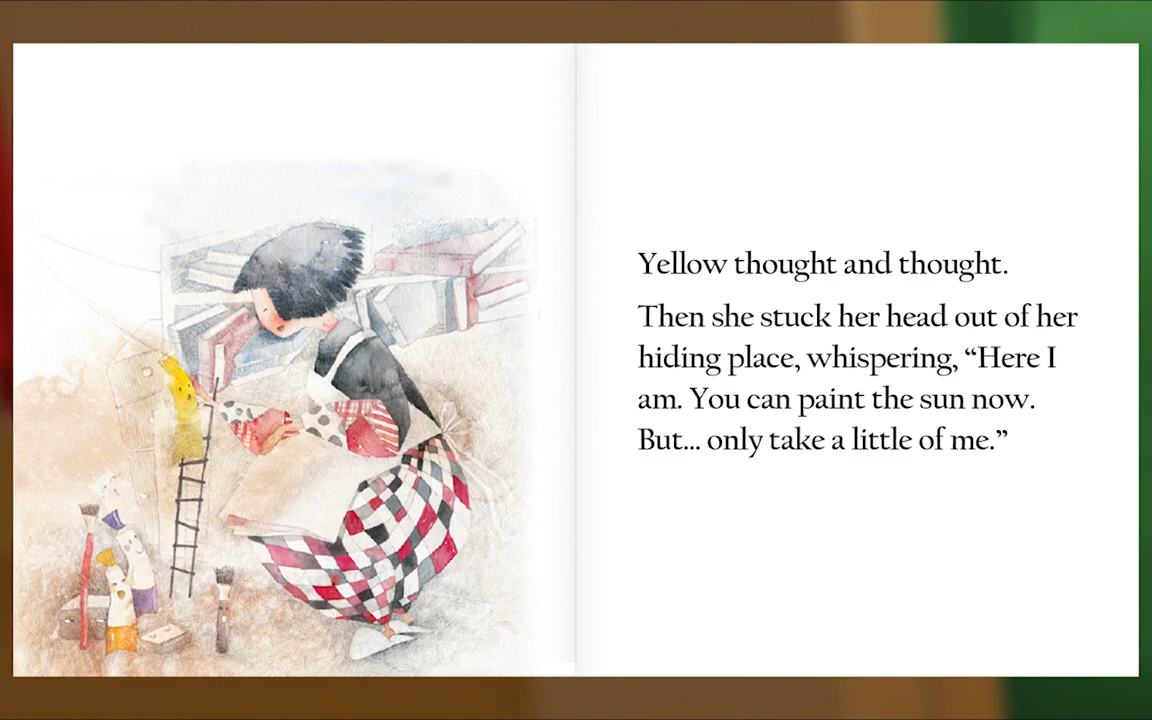 Yellow thought and thought.
Then she stuck her head out of her
hiding place, whispering, “Here I
am. You can paint the sun now.
But... only take a little of me.”